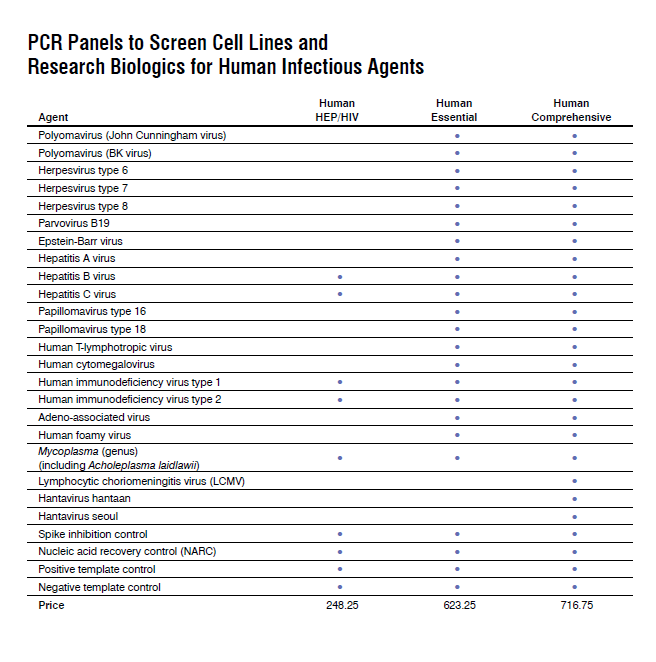 PCR Panels to Screen Cell Lines and
Research Biologics for Human Infectious Agents
Human Human Human
Agent HEP/HIV Essential Comprehensive
Polyomavirus (John Cunningham virus) • •
Polyomavirus (BK virus) • •
Herpesvirus type 6 • •
Herpesvirus type 7 • •
Herpesvirus type 8 • •
Parvovirus B19 • •
Epstein-Barr virus • •
Hepatitis A virus • •
Hepatitis B virus • • •
Hepatitis C virus • • •
Papillomavirus type 16 • •
Papillomavirus type 18 • •
Human T-lymphotropic virus • •
Human cytomegalovirus • •
Human immunodeficiency virus type 1 • • •
Human immunodeficiency virus type 2 • • •
Adeno-associated virus • •
Human foamy virus • •
Mycoplasma (genus)
(including Acholeplasma laidlawii) • • •
Lymphocytic choriomeningitis virus (LCMV) •
Hantavirus hantaan •
Hantavirus seoul •
Spike inhibition control • • •
Nucleic acid recovery control (NARC) • • •
Positive template control • • •
Negative template control • • •
Price 248.25 623.25 716.75